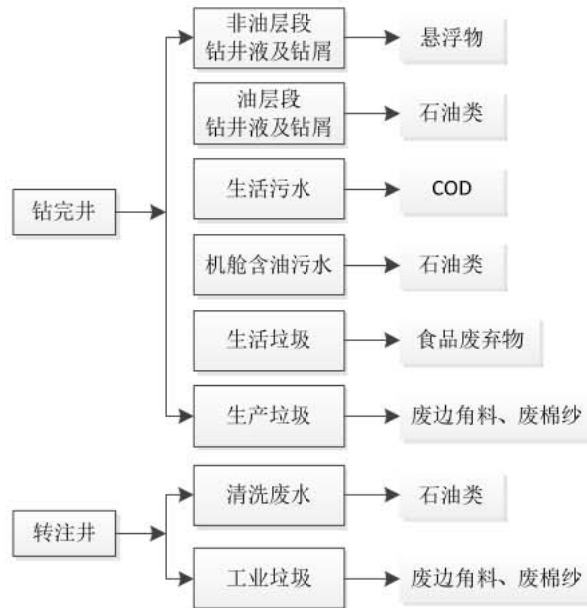 非油层段
钻井液及钻屑
悬浮物
油层段
钻井液及钻屑
石油类
生活污水
COD
钻完井
机舱含油污水
石油类
生活垃圾
食品废弃物
生产垃圾
废边角料、废棉纱
清洗废水
石油类
转注井
工业垃圾
废边角料、废棉纱